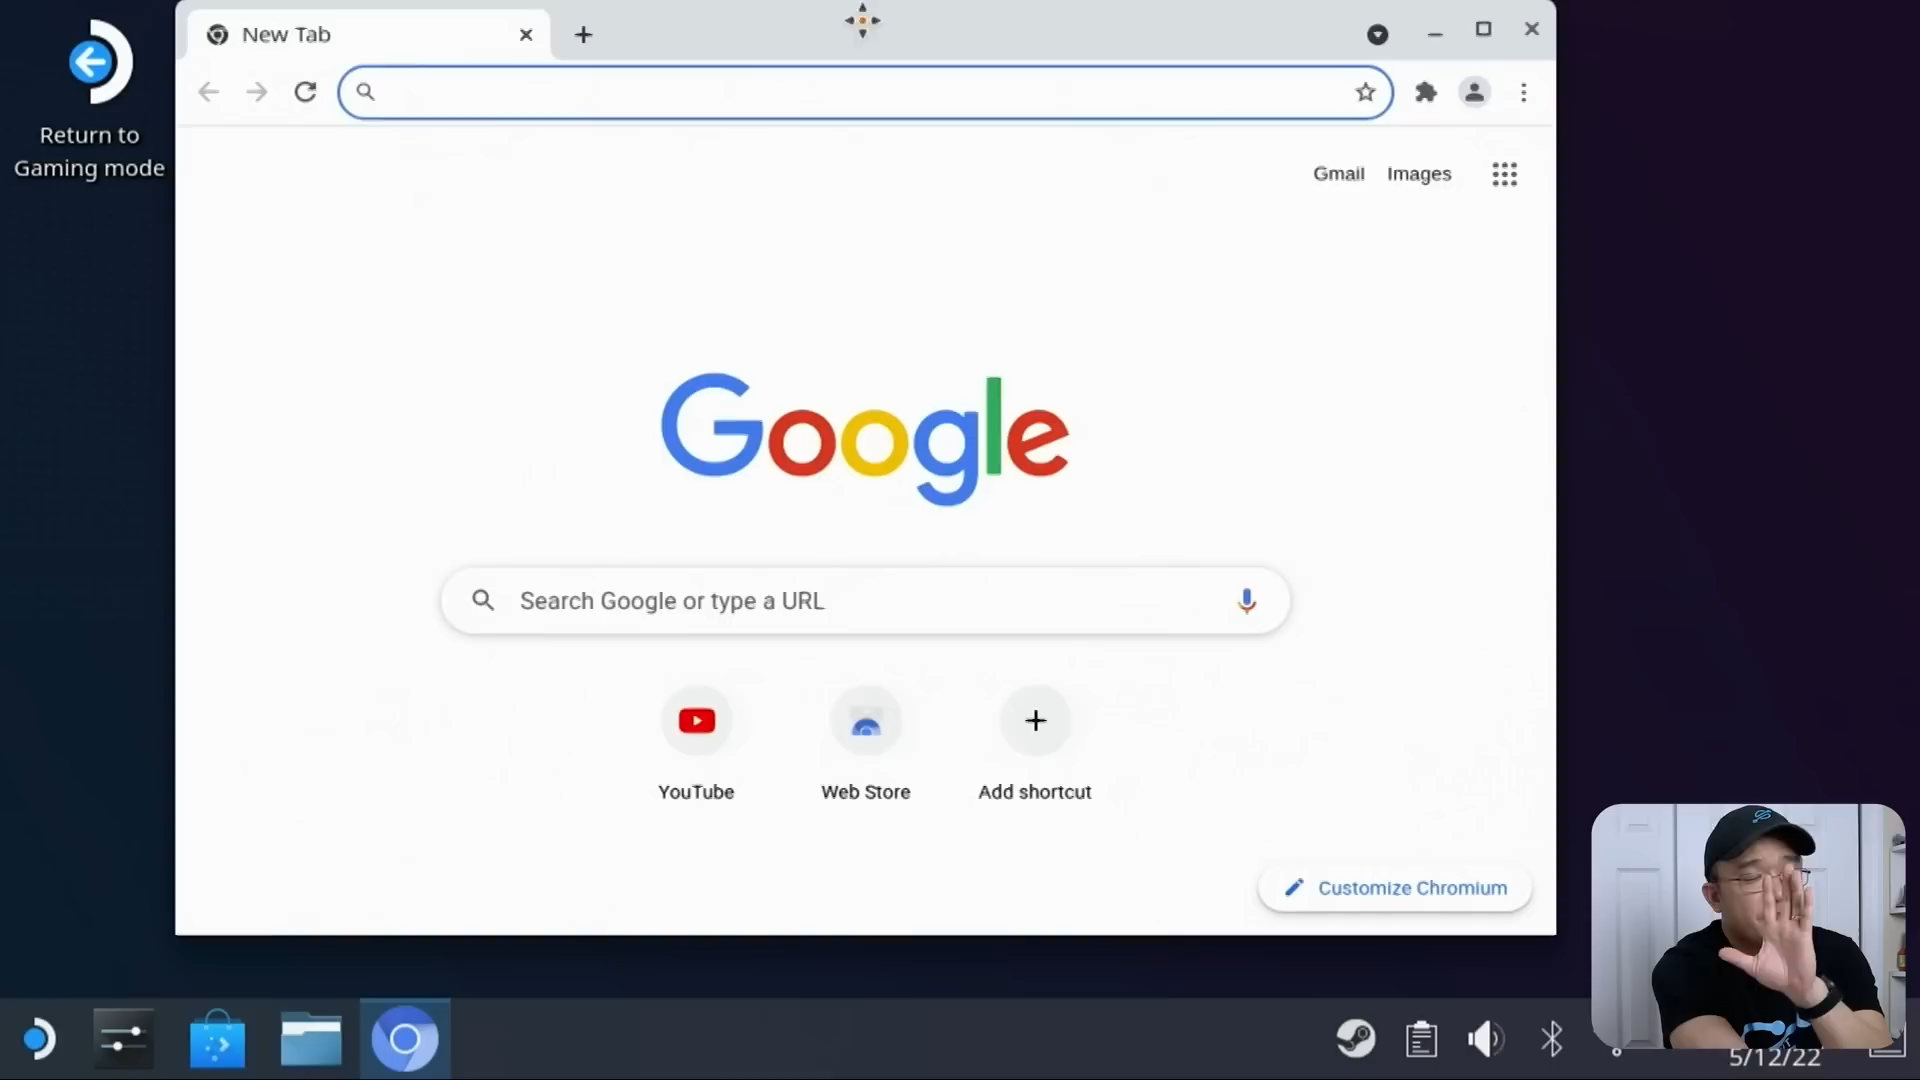 New Tab
Return to
Gaming mode
Gmail
Images
Google
Search Google or type a URL
YouTube
Web Store
Add shortcut
Customize Chromium
5/12/22